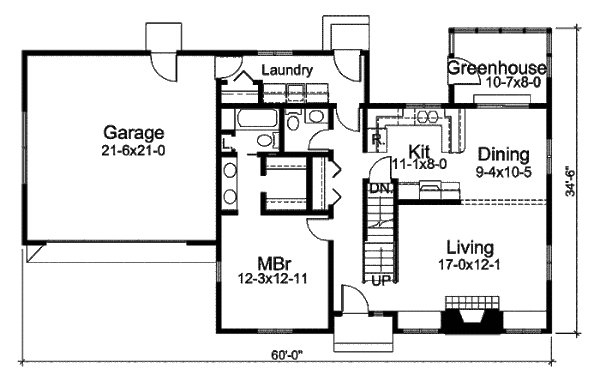 Laundry
Greenhouse
10-7x8-0
Garage
21-6x21-0
R
Kit
11-1x8-0
Dining
9-4x10-5
DN.
34'-6"
Living
17-0x12-1
MBr
12-3x12-11
UP
60'-0"